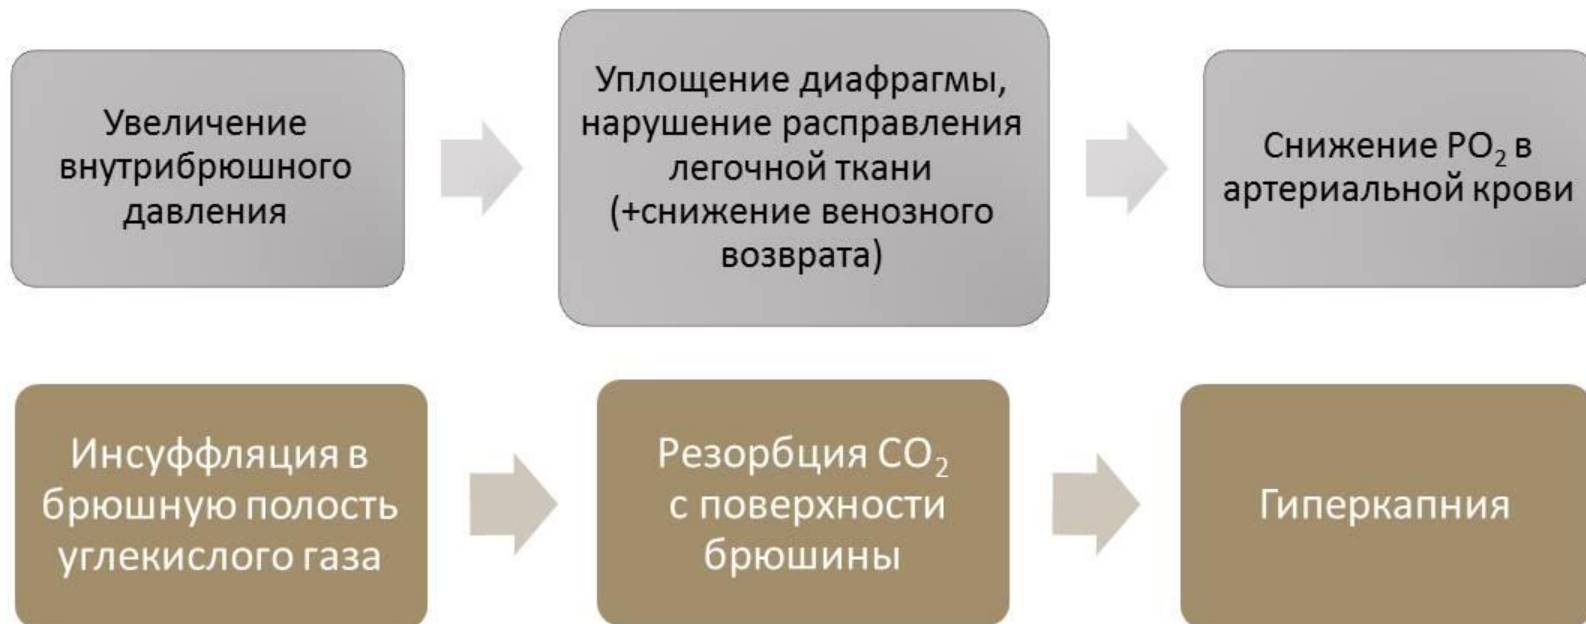 Увеличение
внутрибрюшного
давления
Уплощение диафрагмы,
нарушение расправления
легочной ткани
(+снижение венозного
возврата)
Снижение PO₂ в
артериальной крови
Инсуффляция в
брюшную полость
углекислого газа
Резорбция CO₂
с поверхности
брюшины
Гиперкапния